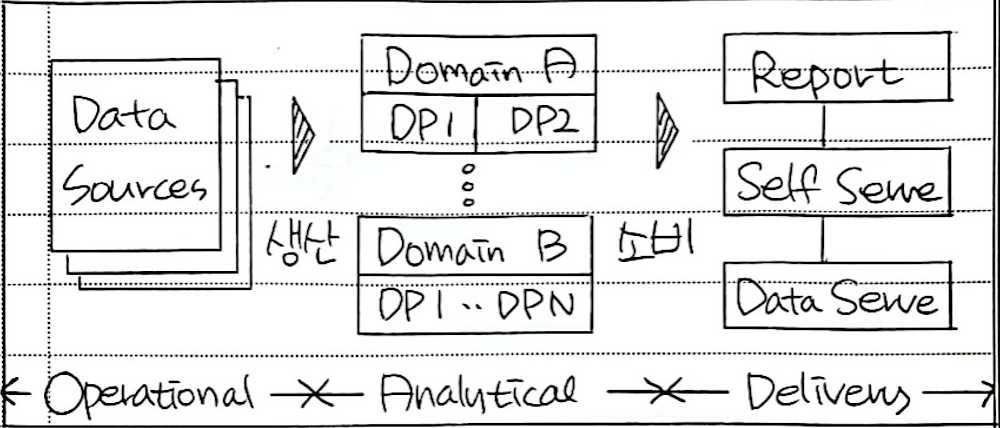 Data
Sources
생산
Domain A
DP1 DP2
Domain B
DP1 ·· DPN
소비
Report
Self Serve
Data Serve
Operational Analytical Delivery